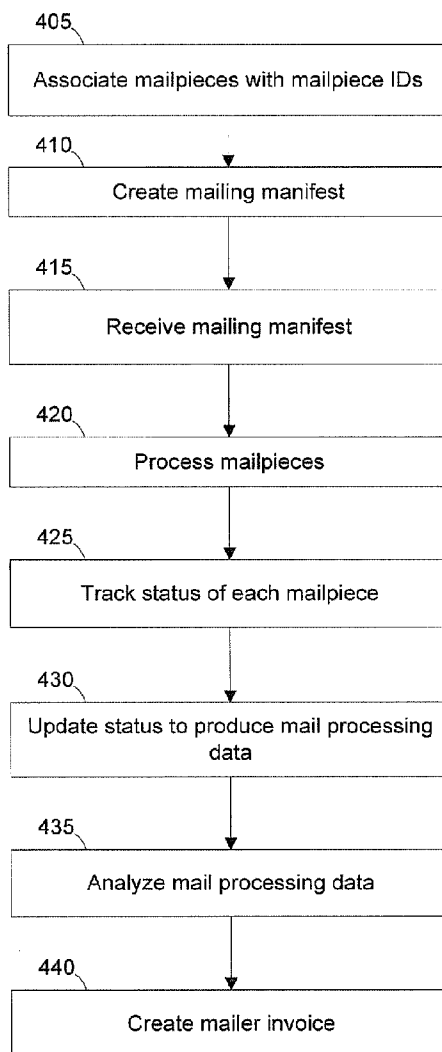 405
Associate mailpieces with mailpiece IDs
410
Create mailing manifest
415
Receive mailing manifest
420
Process mailpieces
425
Track status of each mailpiece
430
Update status to produce mail processing
data
435
Analyze mail processing data
440
Create mailer invoice